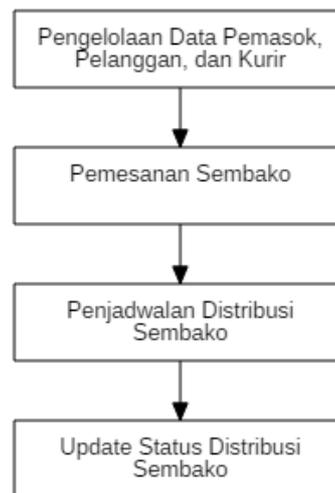 Pengelolaan Data Pemasok,
Pelanggan, dan Kurir
Pemesanan Sembako
Penjadwalan Distribusi
Sembako
Update Status Distribusi
Sembako